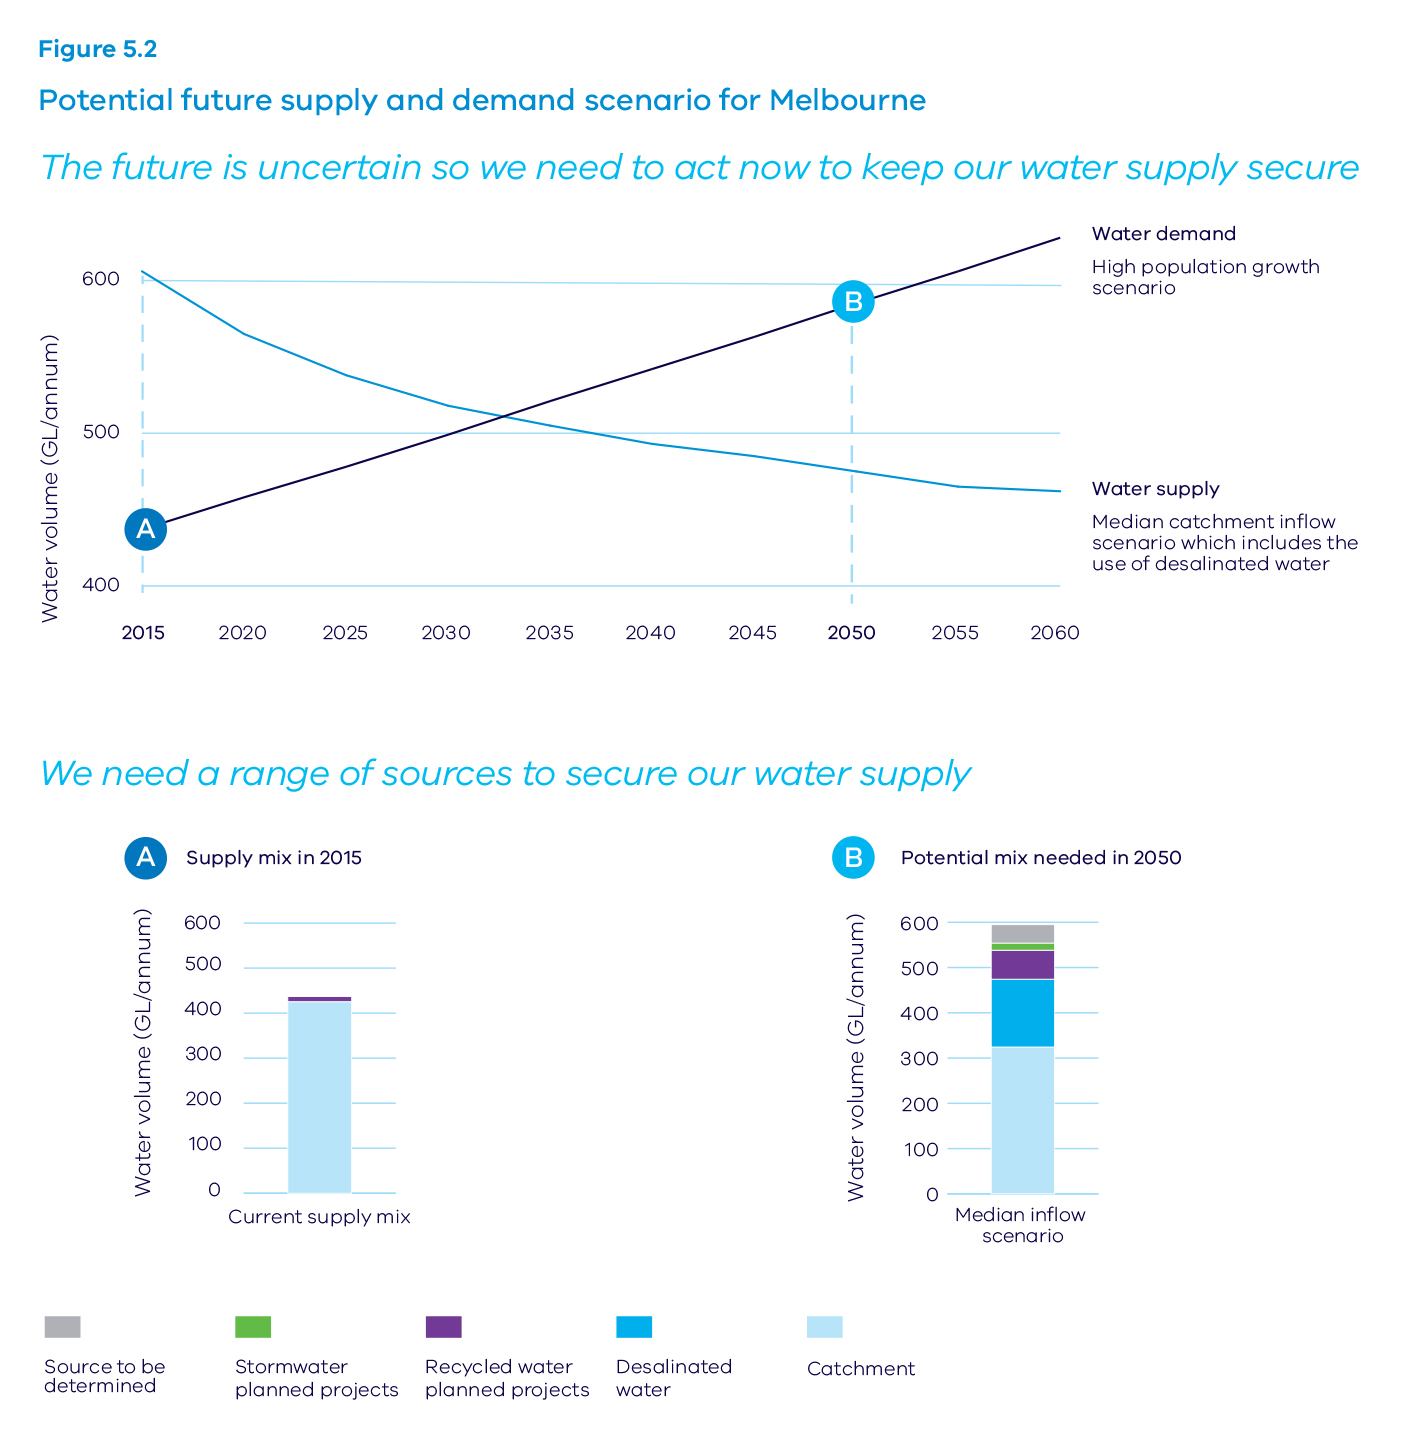 Figure 5.2
Potential future supply and demand scenario for Melbourne
The future is uncertain so we need to act now to keep our water supply secure
Water volume (GL/annum)
600
500
400
2015 2020 2025 2030 2035 2040 2045 2050 2055 2060
A
B
Water demand
High population growth
scenario
Water supply
Median catchment inflow
scenario which includes the
use of desalinated water
We need a range of sources to secure our water supply
A Supply mix in 2015
Water volume (GL/annum)
600
500
400
300
200
100
0
Current supply mix
B Potential mix needed in 2050
Water volume (GL/annum)
600
500
400
300
200
100
0
Median inflow
scenario
Source to be
determined
Stormwater
planned projects
Recycled water
planned projects
Desalinated
water
Catchment